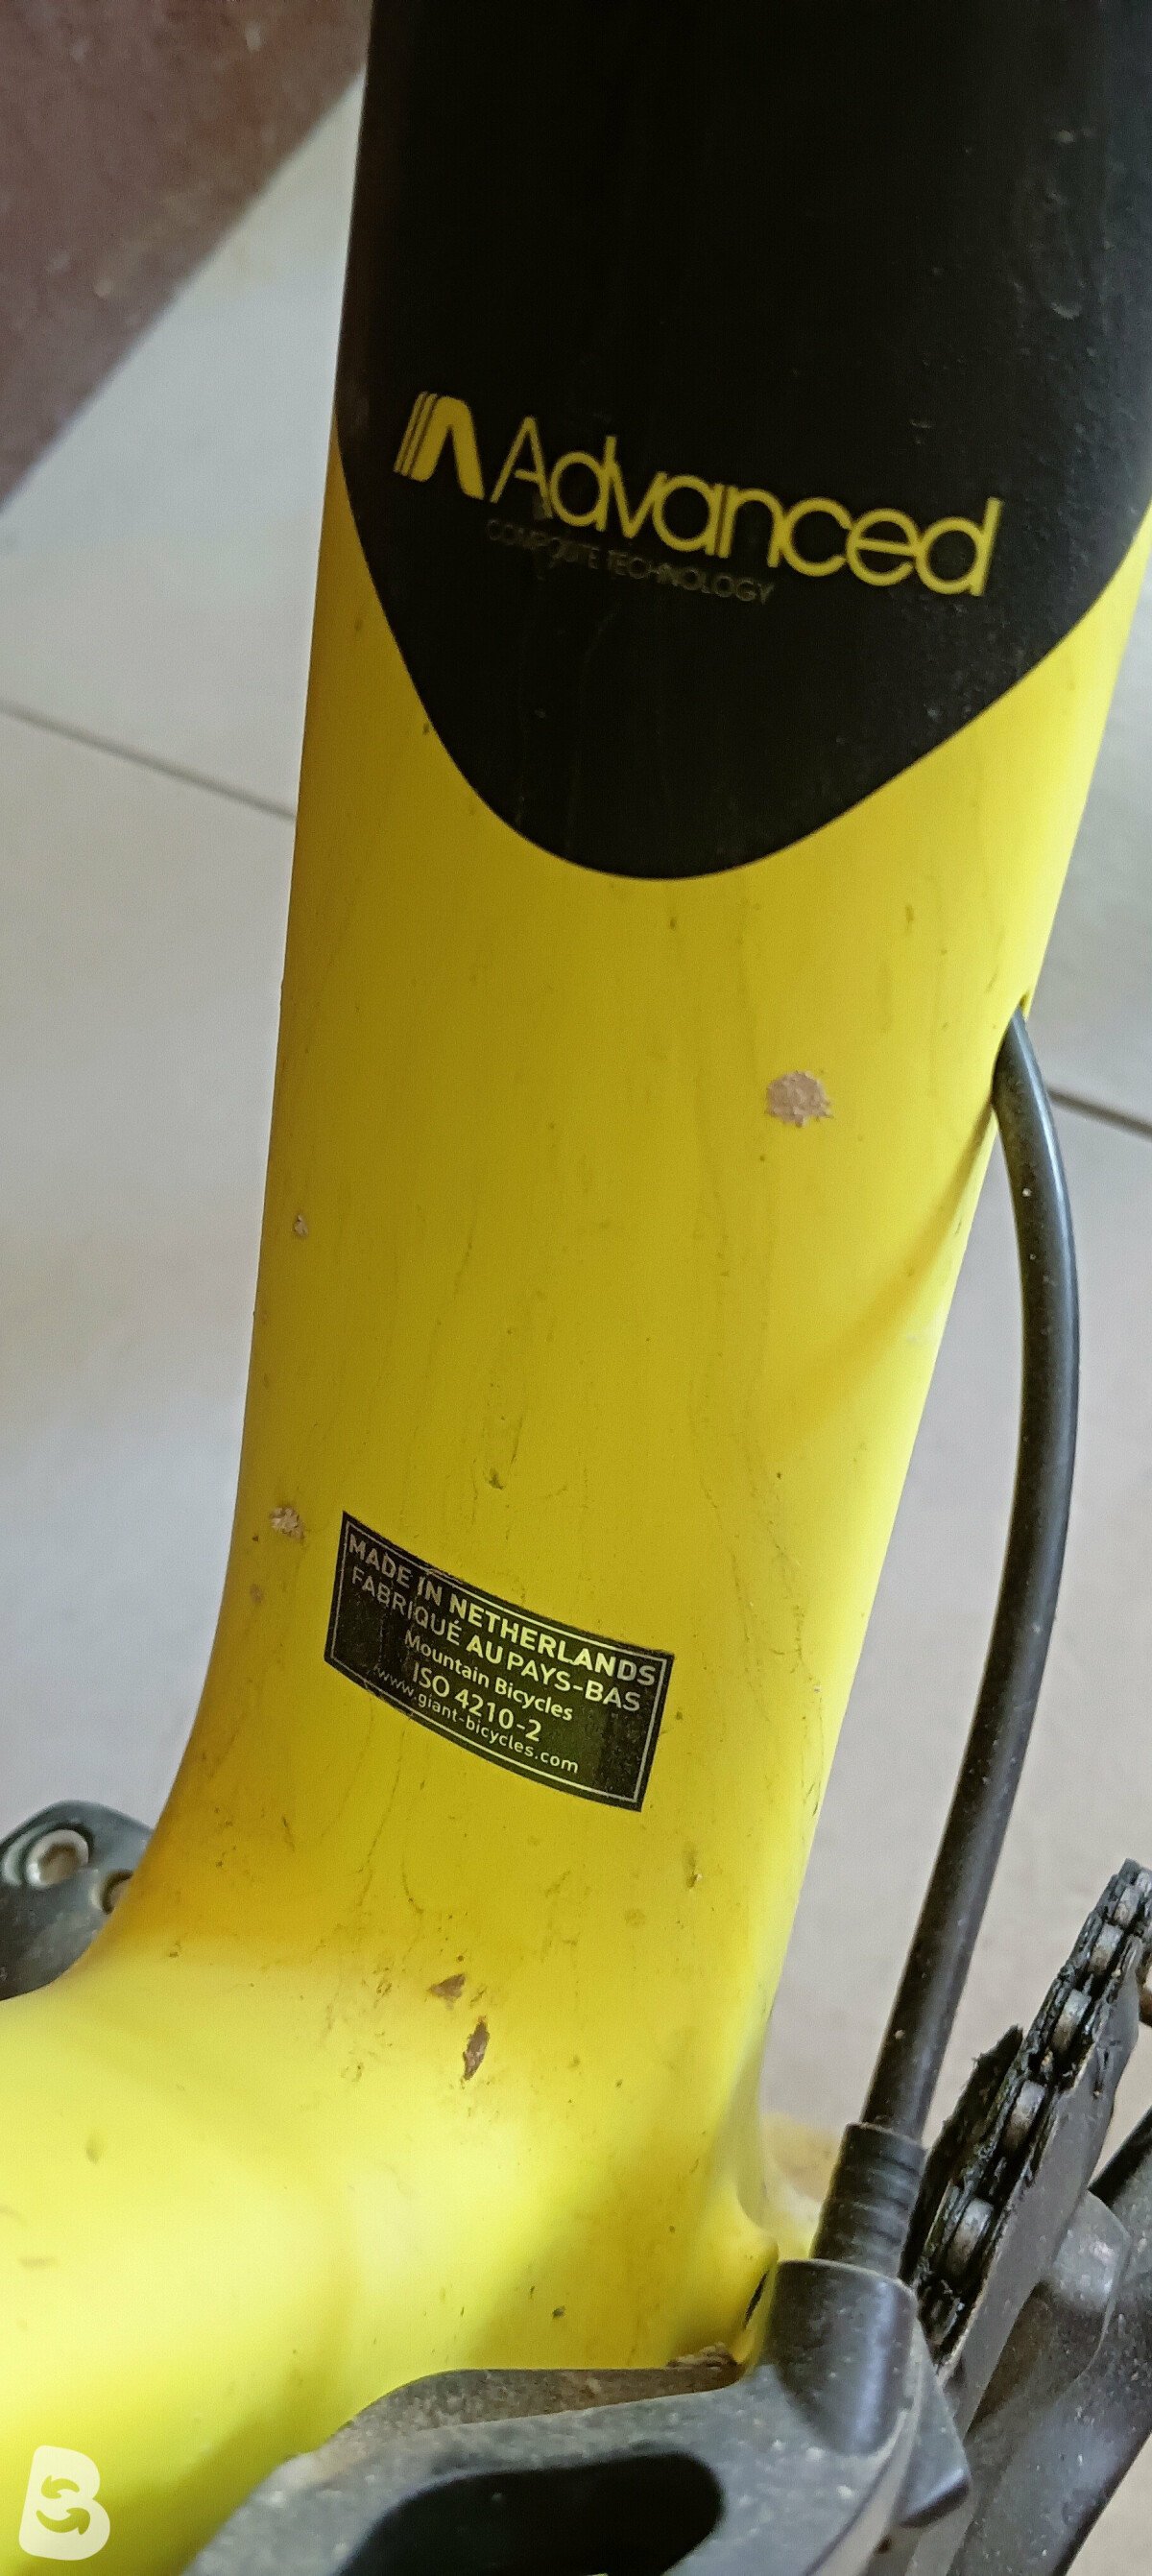 Advanced
COMPOSITE TECHNOLOGY
MADE IN NETHERLANDS
FABRIQUÉ AU PAYS-BAS
Mountain Bicycles
ISO 4210-2
www.giant-bicycles.com